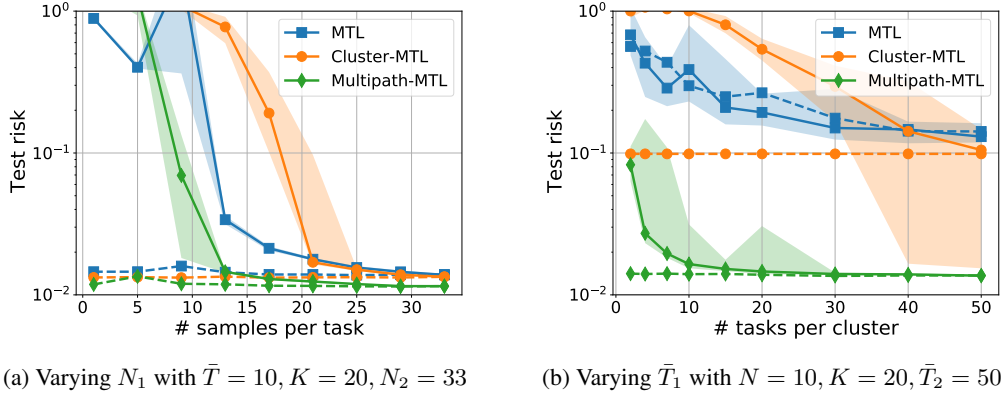 10^0
10^{-1}
10^{-2}
Test risk
MTL
Cluster-MTL
Multipath-MTL
0 5 10 15 20 25 30
# samples per task
(a) Varying N_1 with \bar{T} = 10, K = 20, N_2 = 33
10^0
10^{-1}
10^{-2}
Test risk
MTL
Cluster-MTL
Multipath-MTL
0 10 20 30 40 50
# tasks per cluster
(b) Varying \bar{T}_1 with N = 10, K = 20, \bar{T}_2 = 50